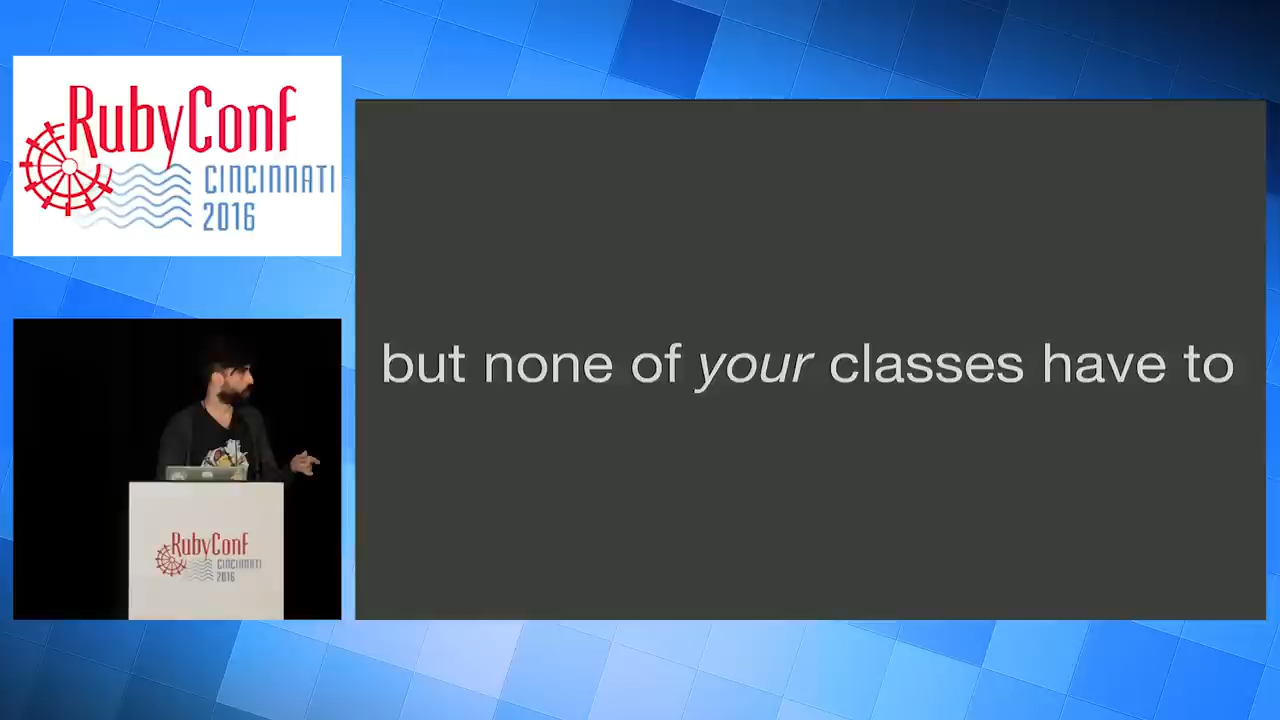 RubyConf
CINCINNATI
2016
but none of your classes have to
RubyConf
CINCINNATI
2016